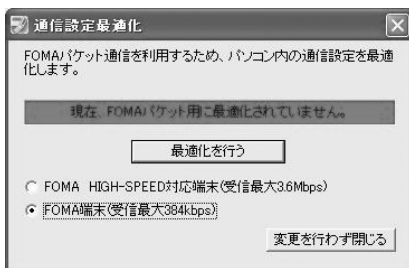 通信設定最適化
FOMAパケット通信を利用するため、パソコン内の通信設定を最適
化します。
現在、FOMAパケット用に最適化されていません。
最適化を行う
FOMA HIGH-SPEED対応端末(受信最大3.6Mbps)
FOMA端末(受信最大384kbps)
変更を行わず閉じる